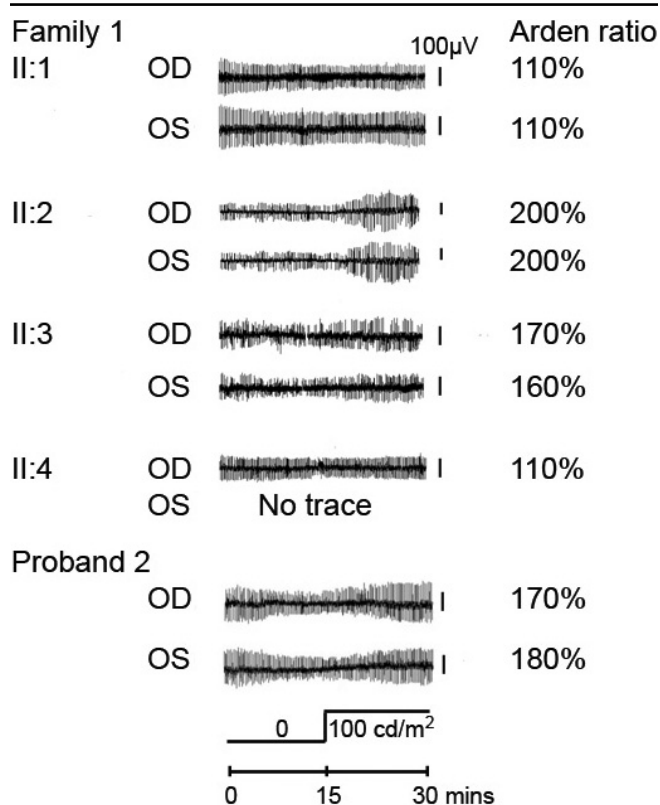 Family 1 100µV Arden ratio
II:1 OD 110%
OS 110%
II:2 OD 200%
OS 200%
II:3 OD 170%
OS 160%
II:4 OD 110%
OS No trace
Proband 2
OD 170%
OS 180%
0 100 cd/m²
0 15 30 mins